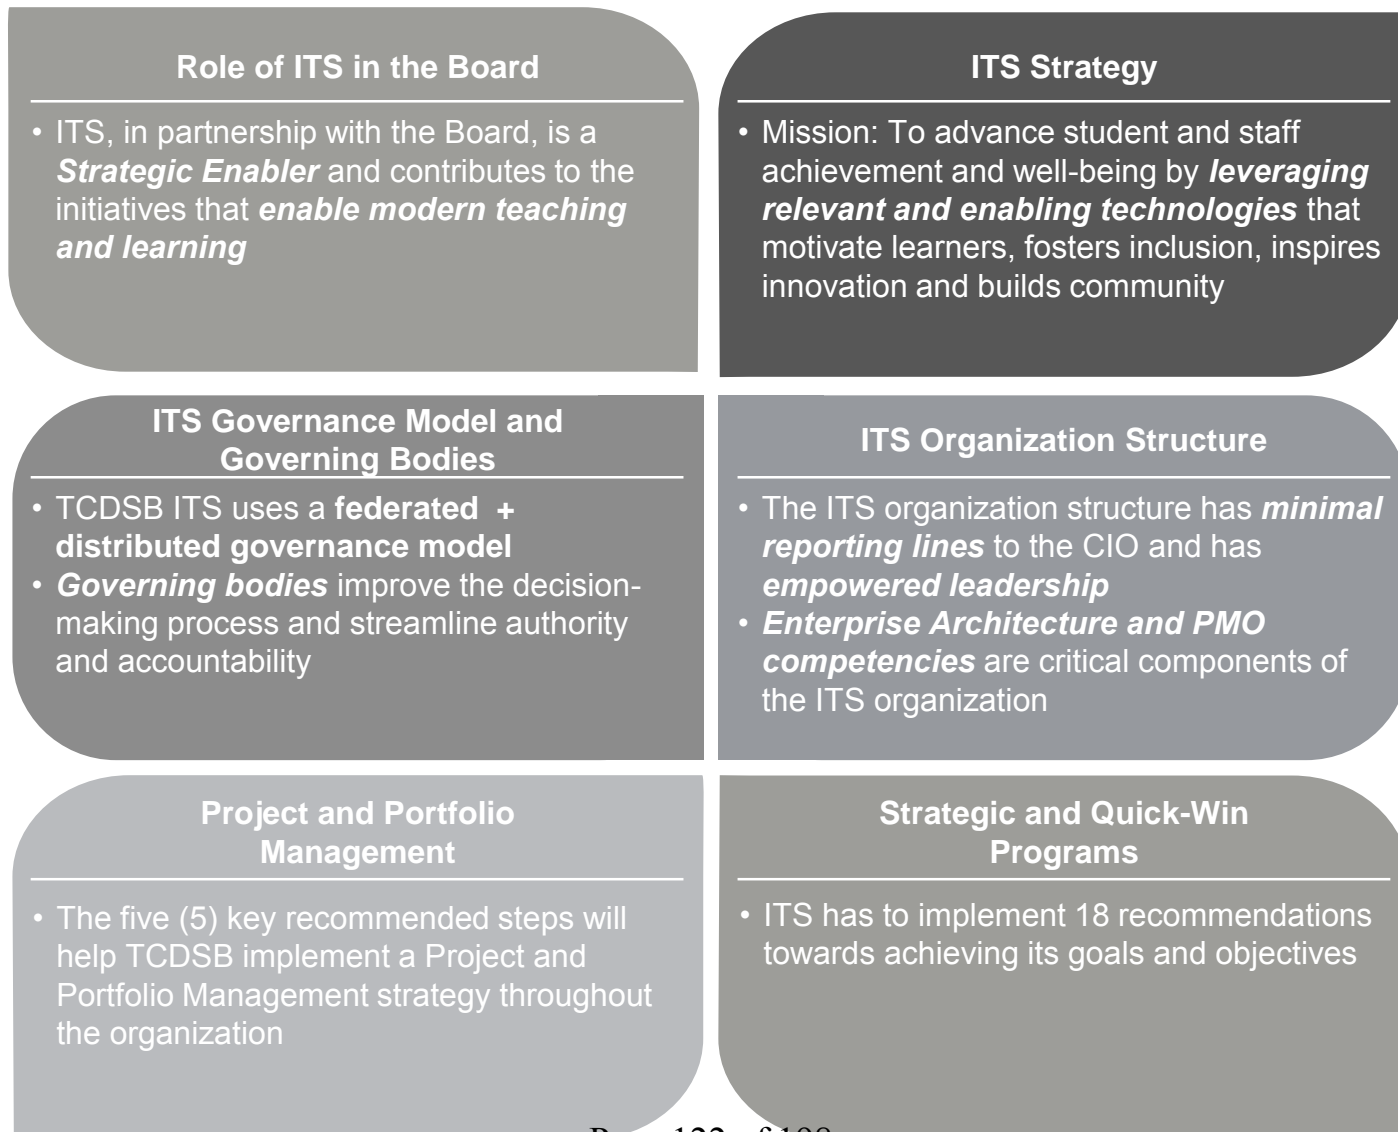 Role of ITS in the Board
• ITS, in partnership with the Board, is a
Strategic Enabler and contributes to the
initiatives that enable modern teaching
and learning
ITS Strategy
• Mission: To advance student and staff
achievement and well-being by leveraging
relevant and enabling technologies that
motivate learners, fosters inclusion, inspires
innovation and builds community
ITS Governance Model and
Governing Bodies
• TCDSB ITS uses a federated + 
distributed governance model
• Governing bodies improve the decision-
making process and streamline authority
and accountability
ITS Organization Structure
• The ITS organization structure has minimal
reporting lines to the CIO and has
empowered leadership
• Enterprise Architecture and PMO
competencies are critical components of
the ITS organization
Project and Portfolio
Management
• The five (5) key recommended steps will
help TCDSB implement a Project and
Portfolio Management strategy throughout
the organization
Strategic and Quick-Win
Programs
• ITS has to implement 18 recommendations
towards achieving its goals and objectives